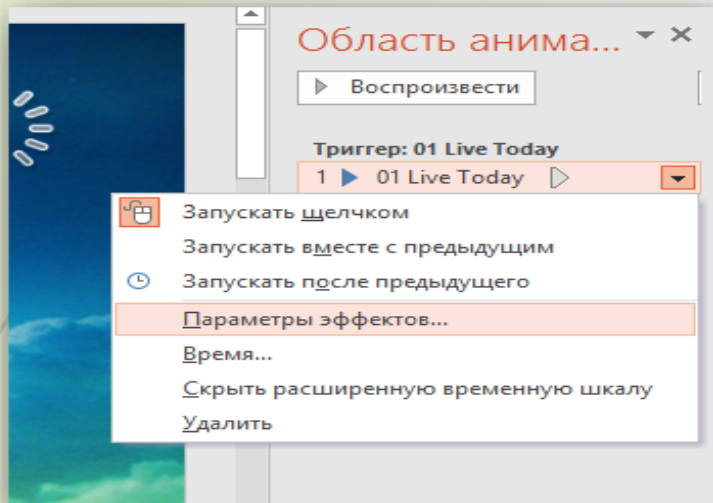 Область анима...
Воспроизвести
Триггер: 01 Live Today
1 01 Live Today
Запускать щелчком
Запускать вместе с предыдущим
Запускать после предыдущего
Параметры эффектов...
Время...
Скрыть расширенную временную шкалу
Удалить